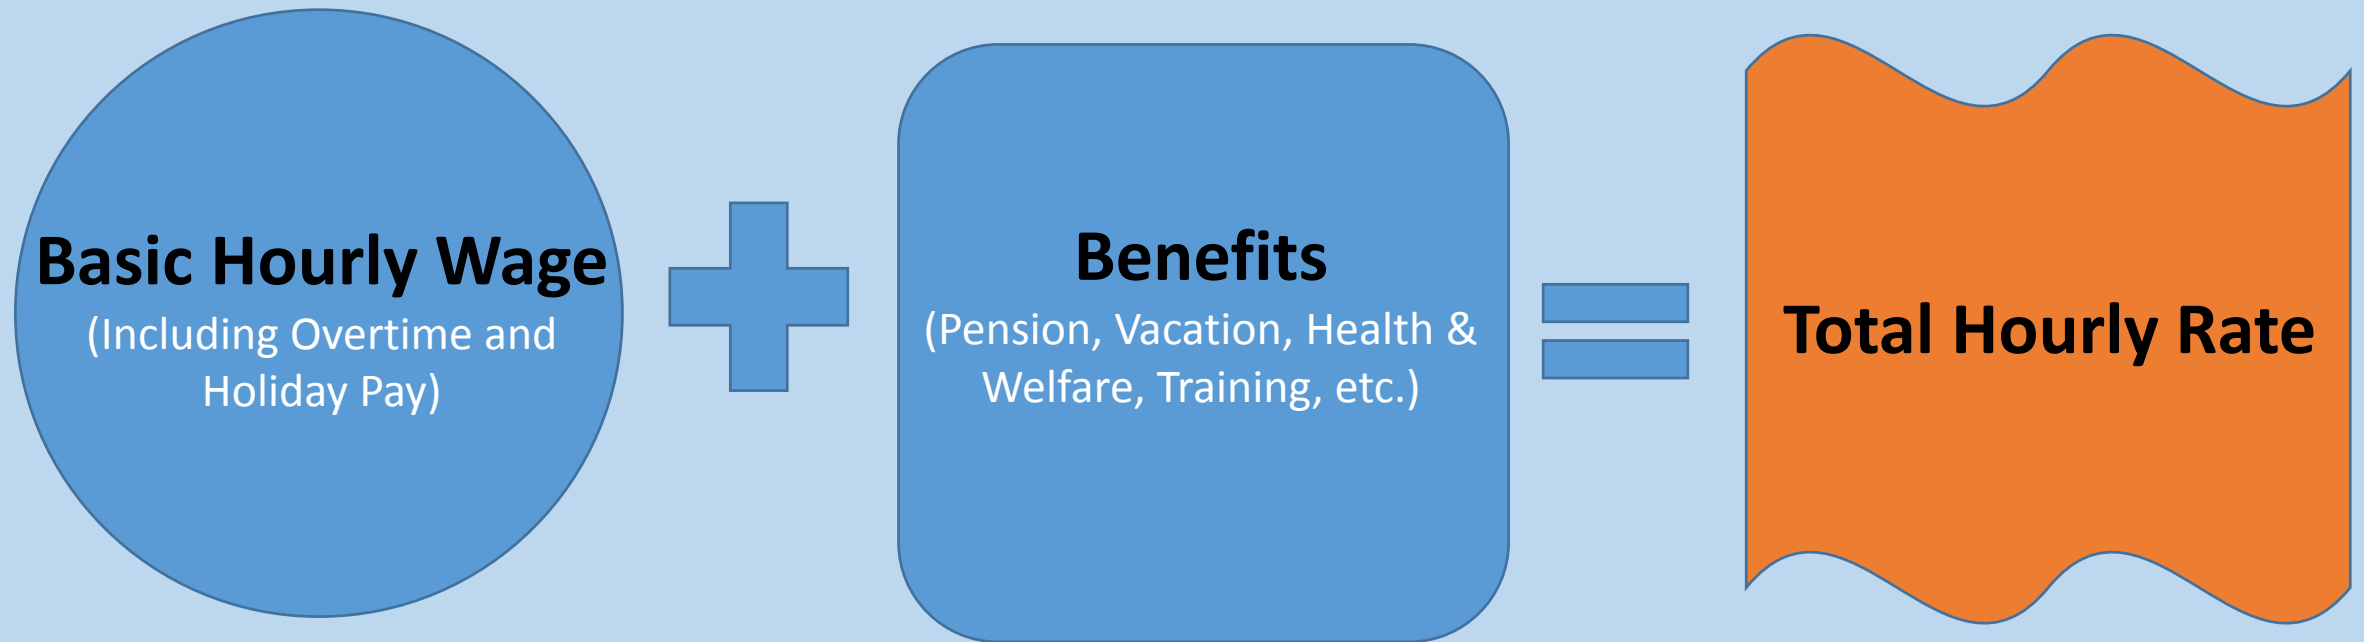 Basic Hourly Wage
(Including Overtime and
Holiday Pay)
Benefits
(Pension, Vacation, Health &
Welfare, Training, etc.)
Total Hourly Rate